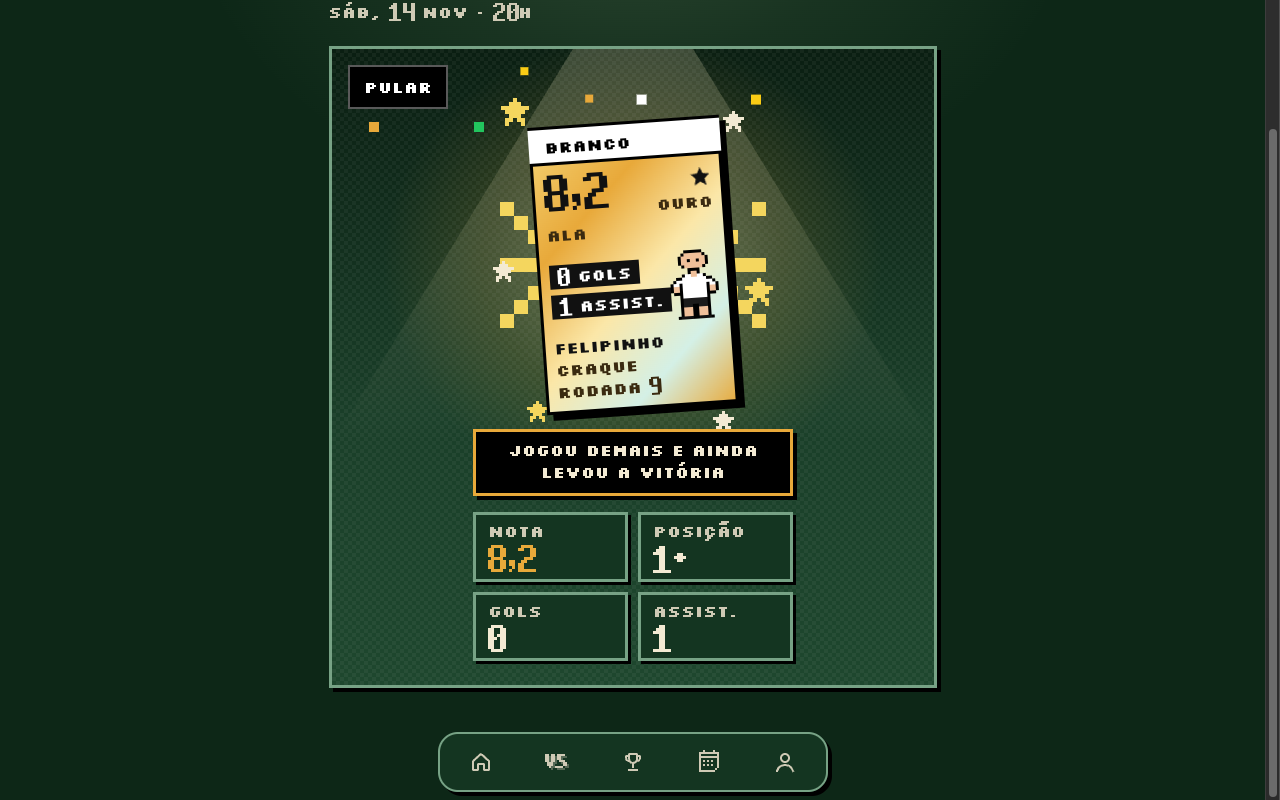 SÁB, 14 NOV · 20H
PULAR
BRANCO
8,2
OURO
ALA
0 GOLS
1 ASSIST.
FELIPINHO
CRAQUE
RODADA 9
JOGOU DEMAIS E AINDA
LEVOU A VITÓRIA
NOTA
8,2
POSIÇÃO
1º
GOLS
0
ASSIST.
1
VS